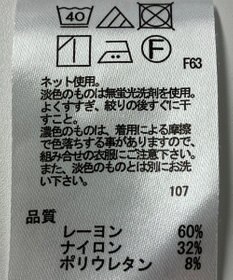 40
F
F63
ネット使用。
淡色のものは無蛍光洗剤を使用。
よくすすぎ、絞りの後すぐに干
すこと。
濃色のものは、着用による摩擦
で色落ちする事がありますので、
組み合せの衣服にご注意下さい。
また、淡色のものとは別にお洗
い下さい。
107
品質
レーヨン 60%
ナイロン 32%
ポリウレタン 8%